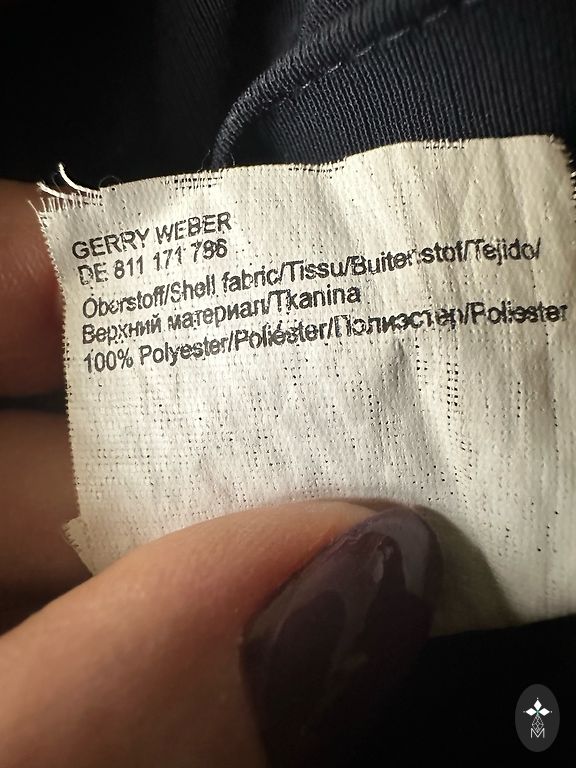 GERRY WEBER
DE 811 171 796
Oberstoff/Shell fabric/Tissu/Buitenstof/Tejido/
Верхний материал/Tkanina
100% Polyester/Poliéster/Полиэстер/Poliester
M